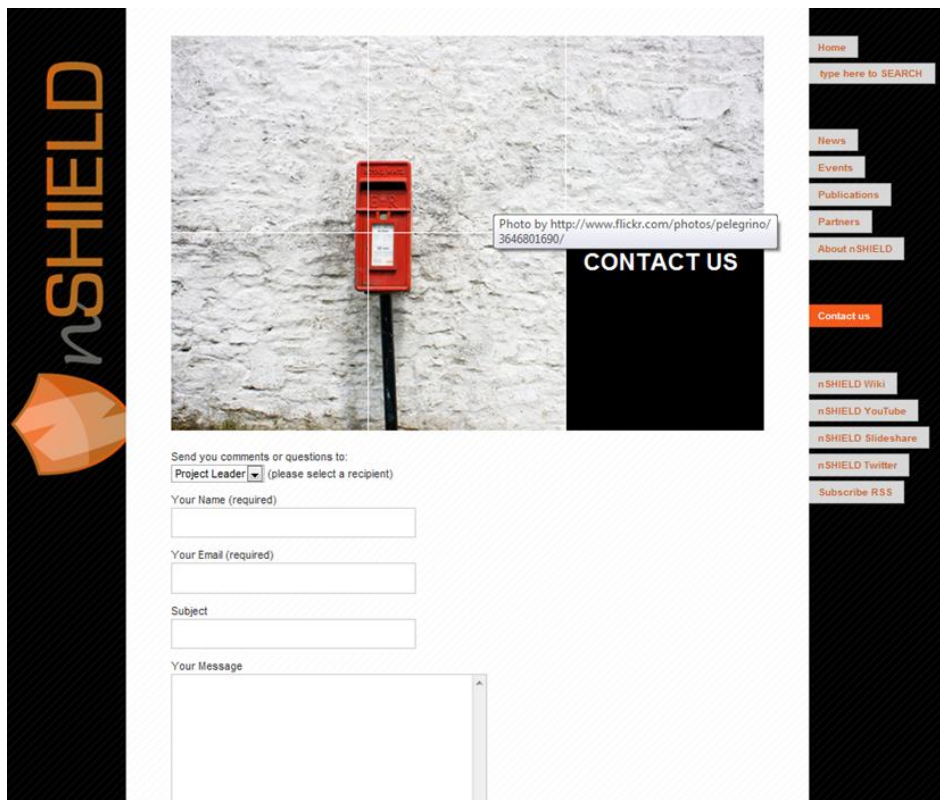 nSHIELD
ROYAL MAIL
Photo by http://www.flickr.com/photos/pelegrino/
3646801690/
CONTACT US
Send you comments or questions to:
Project Leader (please select a recipient)
Your Name (required)
Your Email (required)
Subject
Your Message
Home
type here to SEARCH
News
Events
Publications
Partners
About nSHIELD
Contact us
nSHIELD Wiki
nSHIELD YouTube
nSHIELD Slideshare
nSHIELD Twitter
Subscribe RSS